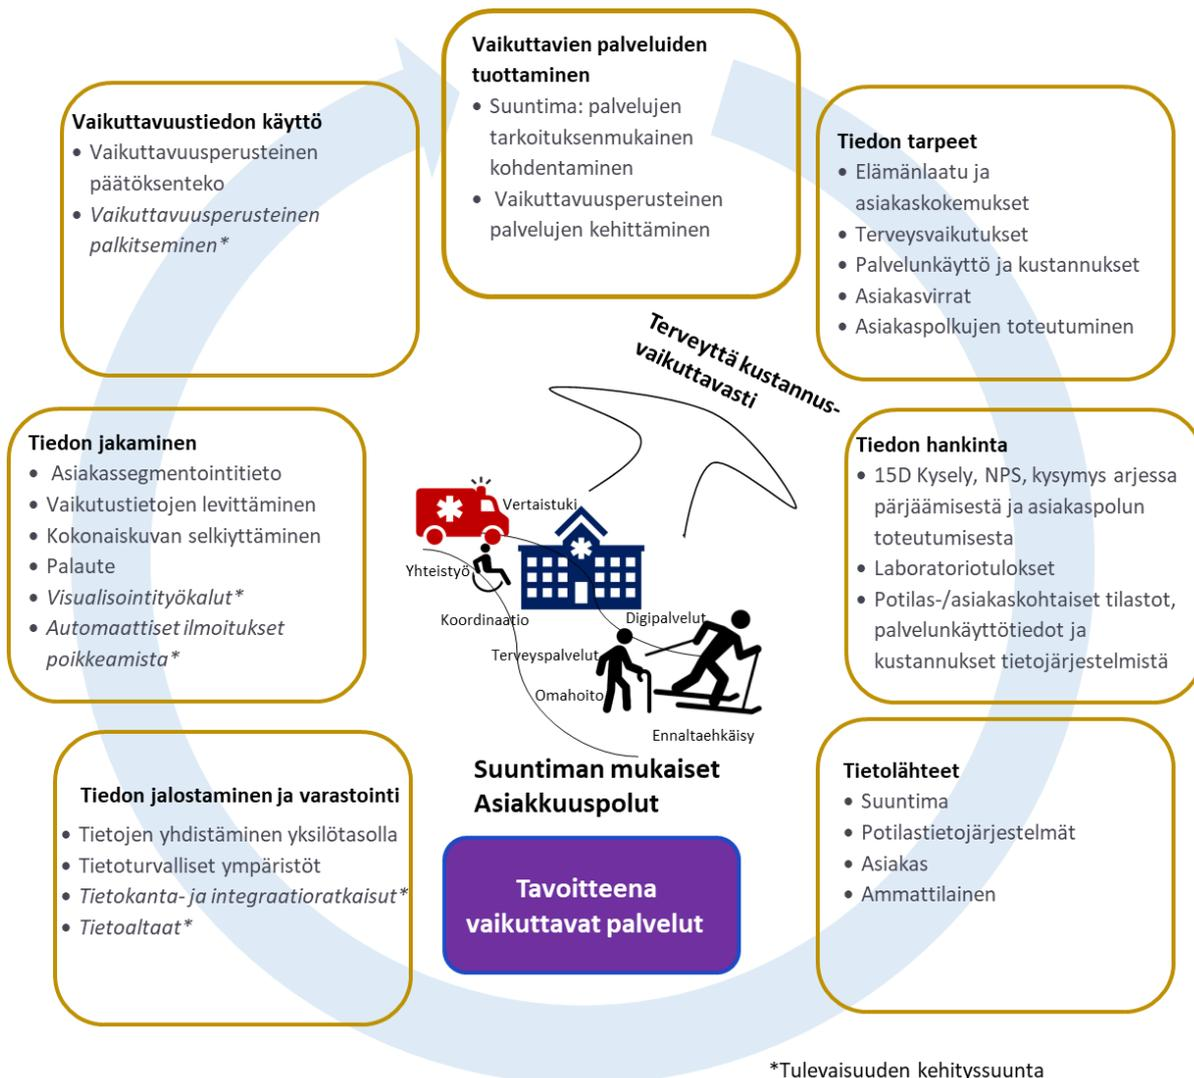 Vaikuttavien palveluiden
tuottaminen
• Suuntima: palvelujen
tarkoituksenmukainen
kohdentaminen
• Vaikuttavuusperusteinen
palvelujen kehittäminen
Tiedon tarpeet
• Elämänlaatu ja
asiakaskokemukset
• Terveysvaikutukset
• Palvelunkäyttö ja kustannukset
• Asiakasvirrat
• Asiakaspolkujen toteutuminen
Tiedon hankinta
• 15D Kysely, NPS, kysymys arjessa
pärjäämisestä ja asiakaspolun
toteutumisesta
• Laboratoriotulokset
• Potilas-/asiakaskohtaiset tilastot,
palvelunkäyttötiedot ja
kustannukset tietojärjestelmistä
Tietolähteet
• Suuntima
• Potilastietojärjestelmät
• Asiakas
• Ammattilainen
Tiedon jalostaminen ja varastointi
• Tietojen yhdistäminen yksilötasolla
• Tietoturvalliset ympäristöt
• Tietokanta- ja integraatioratkaisut*
• Tietoaltaat*
Tiedon jakaminen
• Asiakassegmentointitieto
• Vaikutustietojen levittäminen
• Kokonaiskuvan selkiyttäminen
• Palaute
• Visualisointityökalut*
• Automaattiset ilmoitukset
poikkeamista*
Vaikuttavuustiedon käyttö
• Vaikuttavuusperusteinen
päätöksenteko
• Vaikuttavuusperusteinen
palkitseminen*
Terveyttä kustannus-
vaikuttavasti
Vertaistuki
Yhteistyö
Koordinaatio
Digipalvelut
Terveyspalvelut
Omahoito
Ennaltaehkäisy
Suuntiman mukaiset
Asiakkuuspolut
Tavoitteena
vaikuttavat palvelut
*Tulevaisuuden kehityssuunta